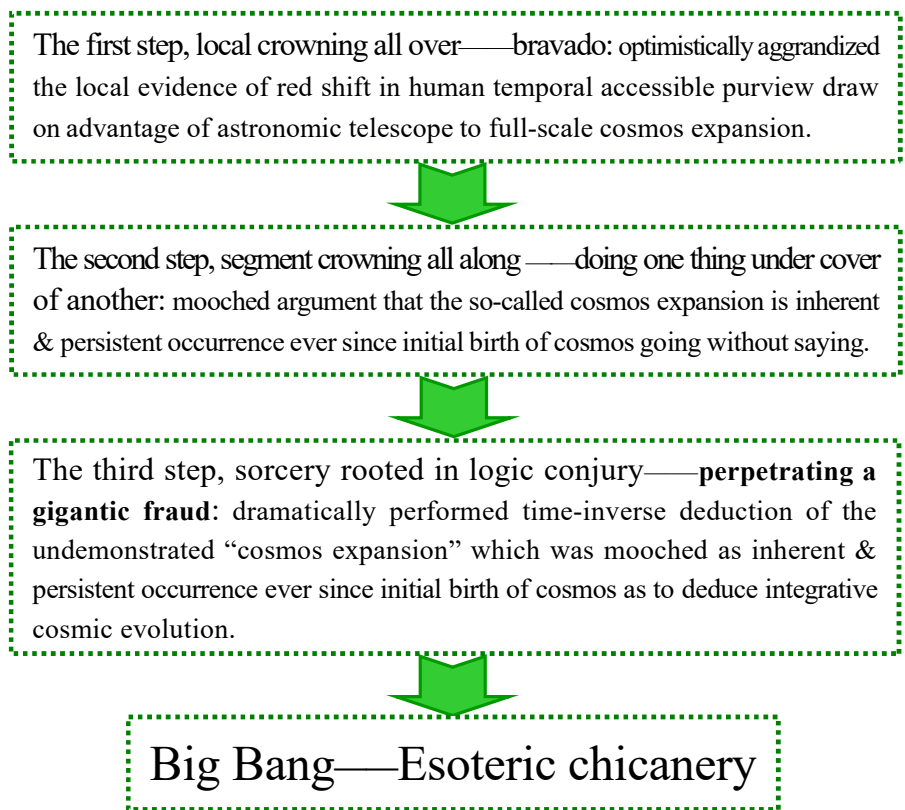 The first step, local crowning all over——bravado: optimistically aggrandized
the local evidence of red shift in human temporal accessible purview draw
on advantage of astronomic telescope to full-scale cosmos expansion.
The second step, segment crowning all along ——doing one thing under cover
of another: mooched argument that the so-called cosmos expansion is inherent
& persistent occurrence ever since initial birth of cosmos going without saying.
The third step, sorcery rooted in logic conjury——perpetrating a
gigantic fraud: dramatically performed time-inverse deduction of the
undemonstrated “cosmos expansion” which was mooched as inherent &
persistent occurrence ever since initial birth of cosmos as to deduce integrative
cosmic evolution.
Big Bang——Esoteric chicanery